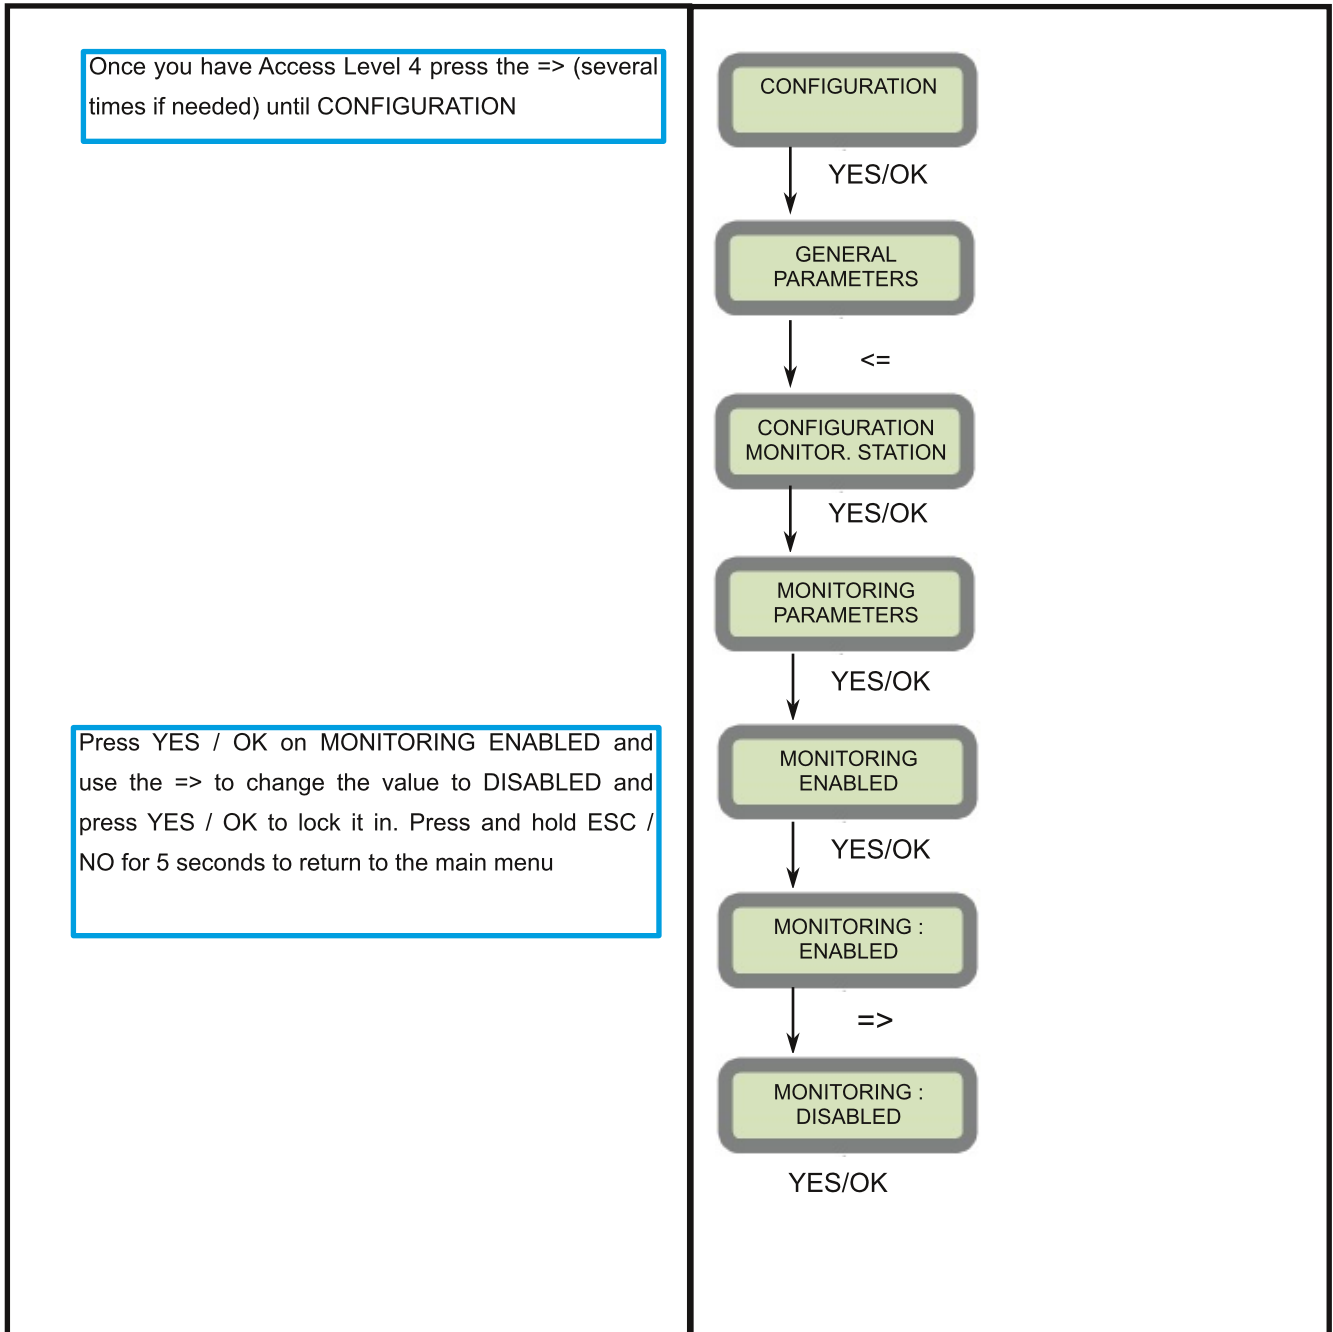 Once you have Access Level 4 press the => (several
times if needed) until CONFIGURATION
Press YES / OK on MONITORING ENABLED and
use the => to change the value to DISABLED and
press YES / OK to lock it in. Press and hold ESC /
NO for 5 seconds to return to the main menu
CONFIGURATION
YES/OK
GENERAL
PARAMETERS
<=
CONFIGURATION
MONITOR. STATION
YES/OK
MONITORING
PARAMETERS
YES/OK
MONITORING
ENABLED
YES/OK
MONITORING :
ENABLED
=>
MONITORING :
DISABLED
YES/OK